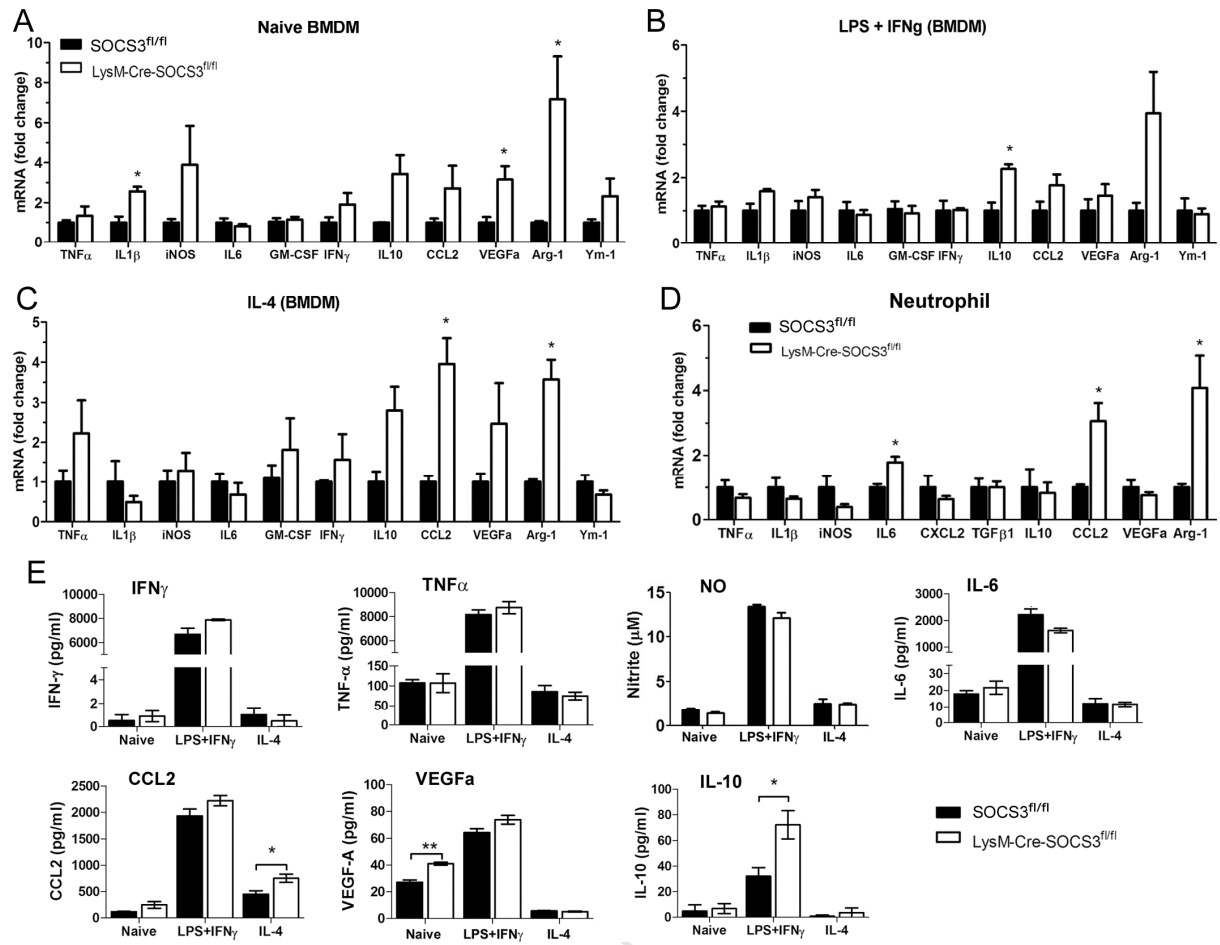 A
Naive BMDM
SOCS3fl/fl
LysM-Cre-SOCS3fl/fl
mRNA (fold change)
10
8
6
4
2
0
TNFα IL1β iNOS IL6 GM-CSF IFNγ IL10 CCL2 VEGFa Arg-1 Ym-1
* * *
B
LPS + IFNg (BMDM)
mRNA (fold change)
6
4
2
1
0
TNFα IL1β iNOS IL6 GM-CSF IFNγ IL10 CCL2 VEGFa Arg-1 Ym-1
*
C
IL-4 (BMDM)
mRNA (fold change)
5
4
3
2
1
0
TNFα IL1β iNOS IL6 GM-CSF IFNγ IL10 CCL2 VEGFa Arg-1 Ym-1
* *
D
Neutrophil
SOCS3fl/fl
LysM-Cre-SOCS3fl/fl
mRNA (fold change)
6
4
2
0
TNFα IL1β iNOS IL6 CXCL2 TGFβ1 IL10 CCL2 VEGFa Arg-1
* * *
E
IFNγ
IFN-γ (pg/ml)
10000
8000
6000
4
2
0
Naive LPS+IFNγ IL-4
TNFα
TNF-α (pg/ml)
10000
8000
6000
150
100
50
0
Naive LPS+IFNγ IL-4
NO
Nitrite (μM)
15
10
5
0
Naive LPS+IFNγ IL-4
IL-6
IL-6 (pg/ml)
3000
2000
1000
30
20
10
0
Naive LPS+IFNγ IL-4
CCL2
CCL2 (pg/ml)
2500
2000
1500
1000
500
0
*
Naive LPS+IFNγ IL-4
VEGFa
VEGF-A (pg/ml)
100
80
60
40
20
0
**
Naive LPS+IFNγ IL-4
IL-10
IL-10 (pg/ml)
100
80
60
40
20
0
*
Naive LPS+IFNγ IL-4
SOCS3fl/fl
LysM-Cre-SOCS3fl/fl